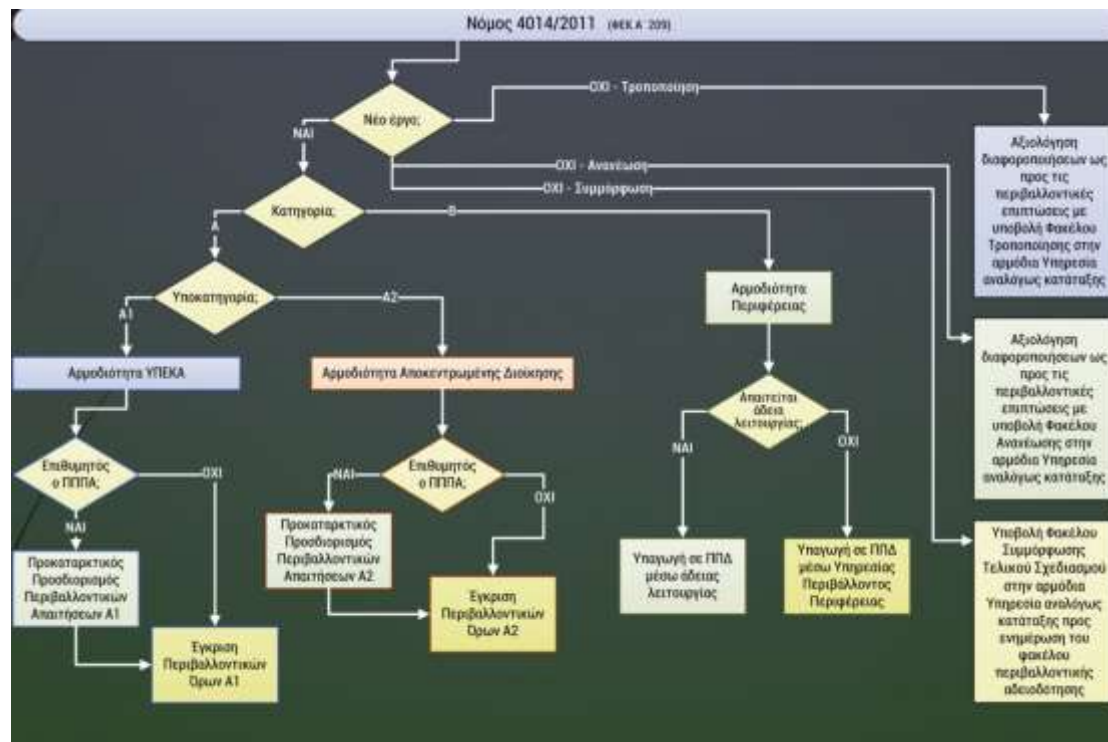 Νόμος 4014/2011 (ΦΕΚ Α 209)
ΟΧΙ - Τροποποίηση
Νέο έργο;
ΝΑΙ
ΟΧΙ - Ανανέωση
ΟΧΙ - Συμμόρφωση
Κατηγορία;
Α
Β
Υποκατηγορία;
Α1
Α2
Αρμοδιότητα ΥΠΕΚΑ
Αρμοδιότητα Αποκεντρωμένης Διοίκησης
Αρμοδιότητα
Περιφέρειας
Επιθυμητός
ο ΠΠΠΑ;
ΟΧΙ
ΝΑΙ
Προκαταρκτικός
Προσδιορισμός
Περιβαλλοντικών
Απαιτήσεων Α1
Έγκριση
Περιβαλλοντικών
Όρων Α1
Επιθυμητός
ο ΠΠΠΑ;
ΝΑΙ
ΟΧΙ
Προκαταρκτικός
Προσδιορισμός
Περιβαλλοντικών
Απαιτήσεων Α2
Έγκριση
Περιβαλλοντικών
Όρων Α2
Απαιτείται
άδεια
λειτουργίας;
ΝΑΙ
ΟΧΙ
Υπαγωγή σε ΠΠΔ
μέσω άδειας
λειτουργίας
Υπαγωγή σε ΠΠΔ
μέσω Υπηρεσίας
Περιβάλλοντος
Περιφέρειας
Αξιολόγηση
διαφοροποιήσεων ως
προς τις
περιβαλλοντικές
επιπτώσεις με
υποβολή Φακέλου
Τροποποίησης στην
αρμόδια Υπηρεσία
αναλόγως κατάταξης
Αξιολόγηση
διαφοροποιήσεων ως
προς τις
περιβαλλοντικές
επιπτώσεις με
υποβολή Φακέλου
Ανανέωσης στην
αρμόδια Υπηρεσία
αναλόγως κατάταξης
Υποβολή Φακέλου
Συμμόρφωσης
Τελικού Σχεδιασμού
στην αρμόδια
Υπηρεσία αναλόγως
κατάταξης προς
ενημέρωση του
φακέλου
περιβαλλοντικής
αδειοδότησης